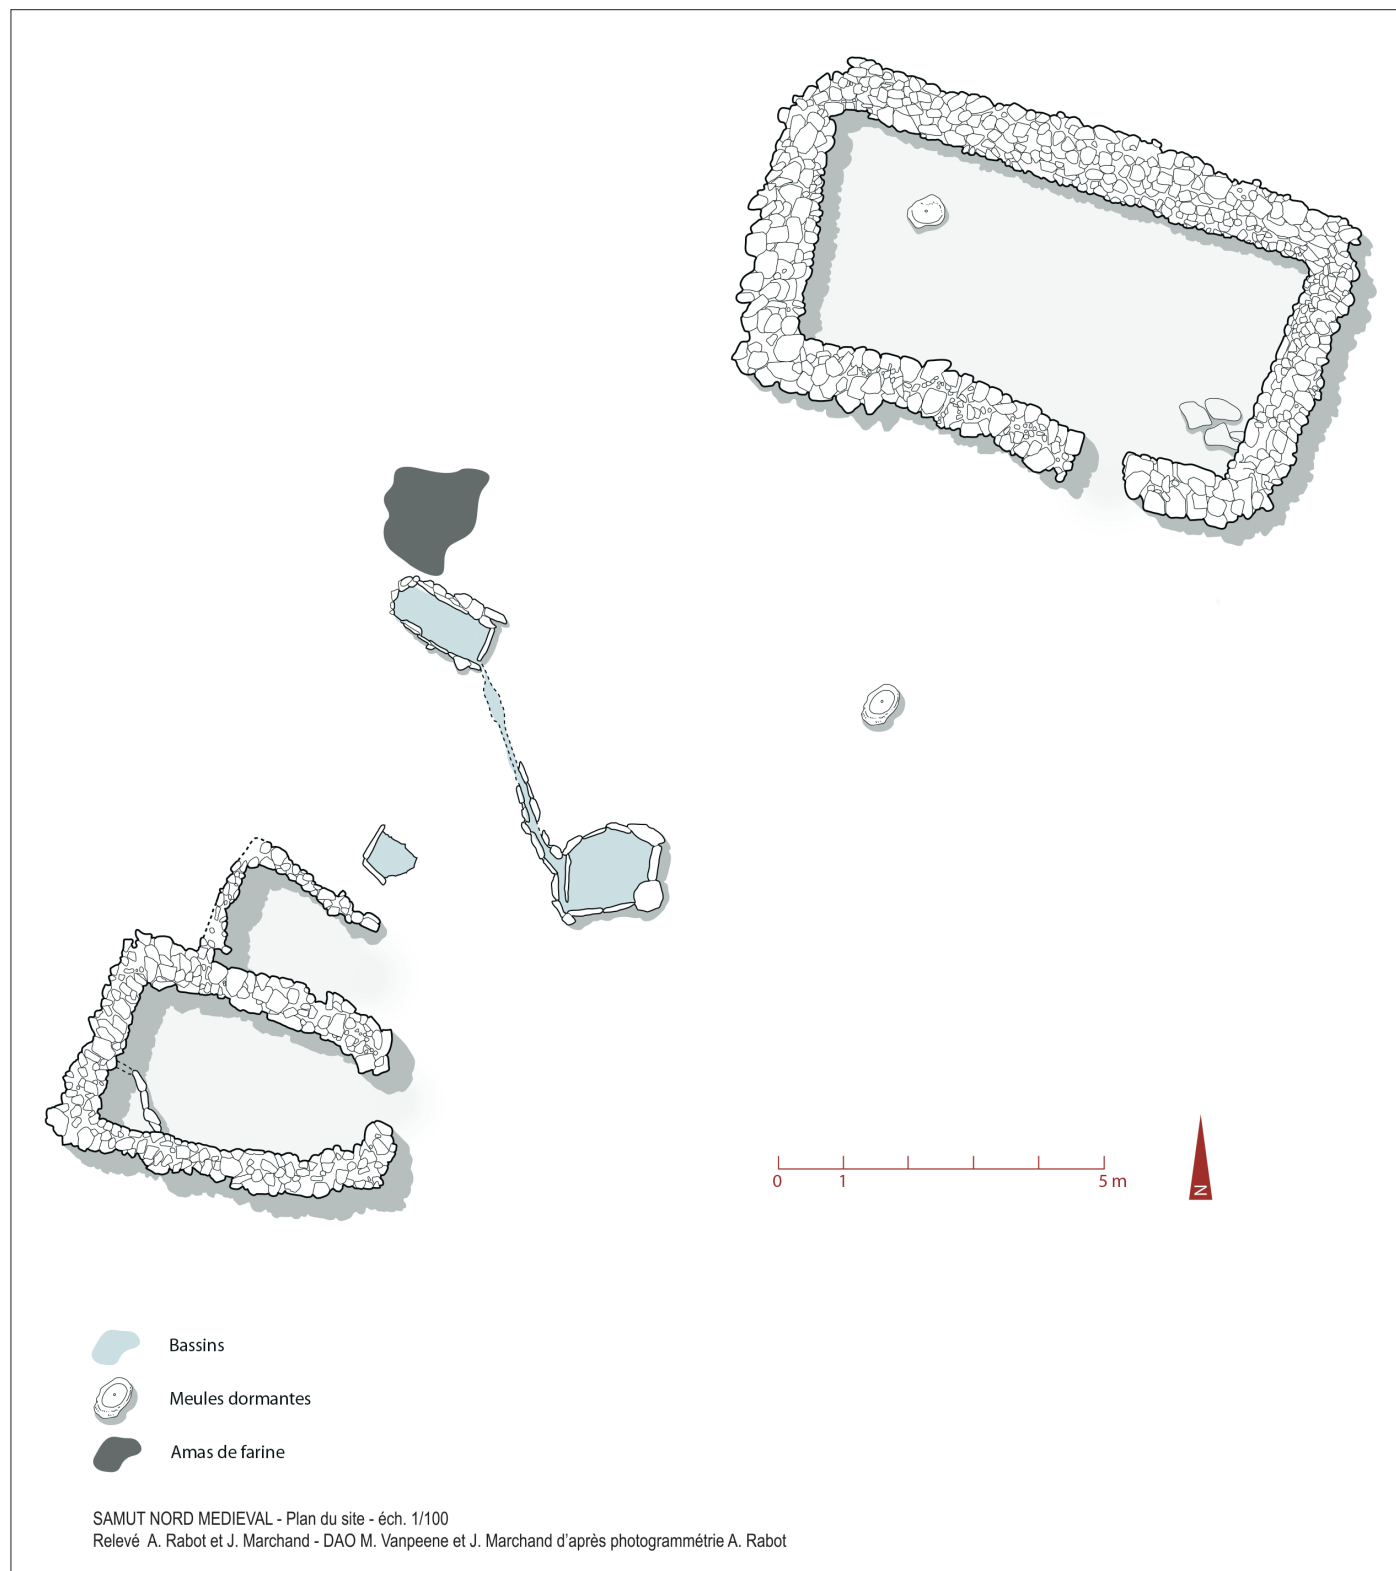 0 1 5 m
N
Bassins
Meules dormantes
Amas de farine
SAMUT NORD MEDIEVAL - Plan du site - éch. 1/100
Relevé A. Rabot et J. Marchand - DAO M. Vanpeene et J. Marchand d'après photogrammétrie A. Rabot